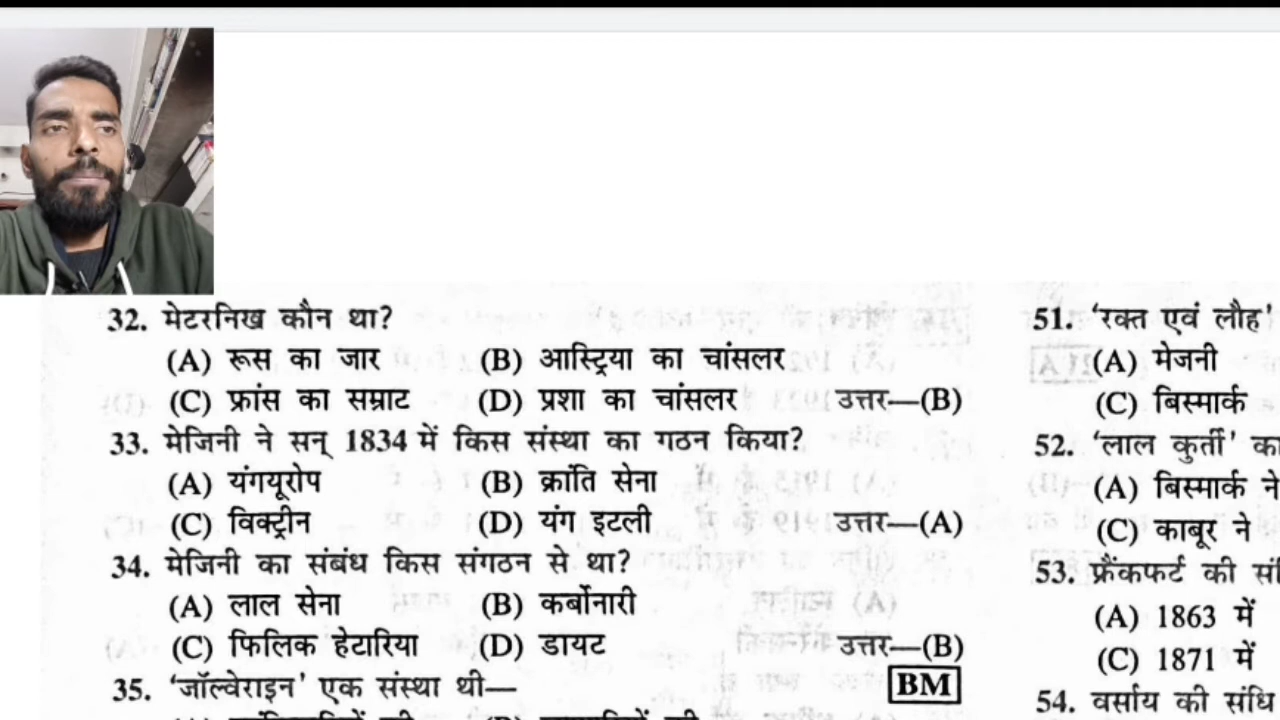 32. मेटरनिख कौन था?
(A) रूस का जार (B) आस्ट्रिया का चांसलर
(C) फ्रांस का सम्राट (D) प्रशा का चांसलर उत्तर—(B)
33. मेजिनी ने सन् 1834 में किस संस्था का गठन किया?
(A) यंगयूरोप (B) क्रांति सेना
(C) विक्ट्रीन (D) यंग इटली उत्तर—(A)
34. मेजिनी का संबंध किस संगठन से था?
(A) लाल सेना (B) कर्बोनारी
(C) फिलिक हेटारिया (D) डायट उत्तर—(B)
35. 'जॉल्वेराइन' एक संस्था थी— BM
51. 'रक्त एवं लौह'
(A) मेजनी
(C) बिस्मार्क
52. 'लाल कुर्ती'
(A) बिस्मार्क ने
(C) काबूर ने
53. फ्रैंकफर्ट की
(A) 1863 में
(C) 1871 में
54. वर्साय की संधि